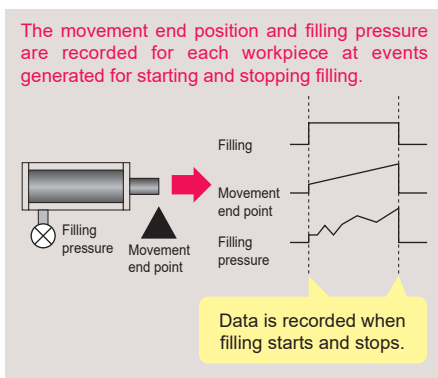 The movement end position and filling pressure
are recorded for each workpiece at events
generated for starting and stopping filling.
Filling
Movement
end point
Filling
pressure
Filling
pressure
Movement
end point
Data is recorded when
filling starts and stops.